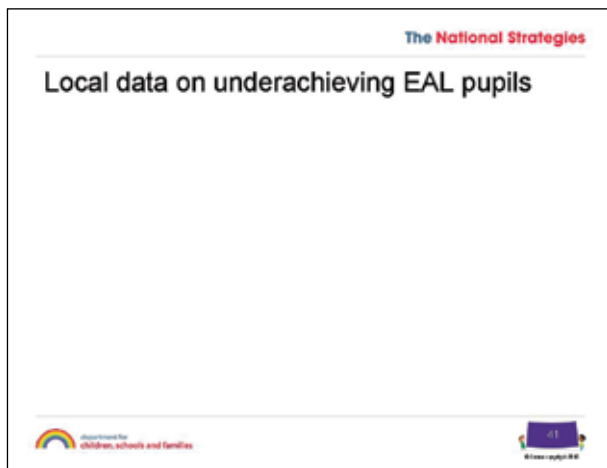 The National Strategies
Local data on underachieving EAL pupils
department for
children, schools and families
41